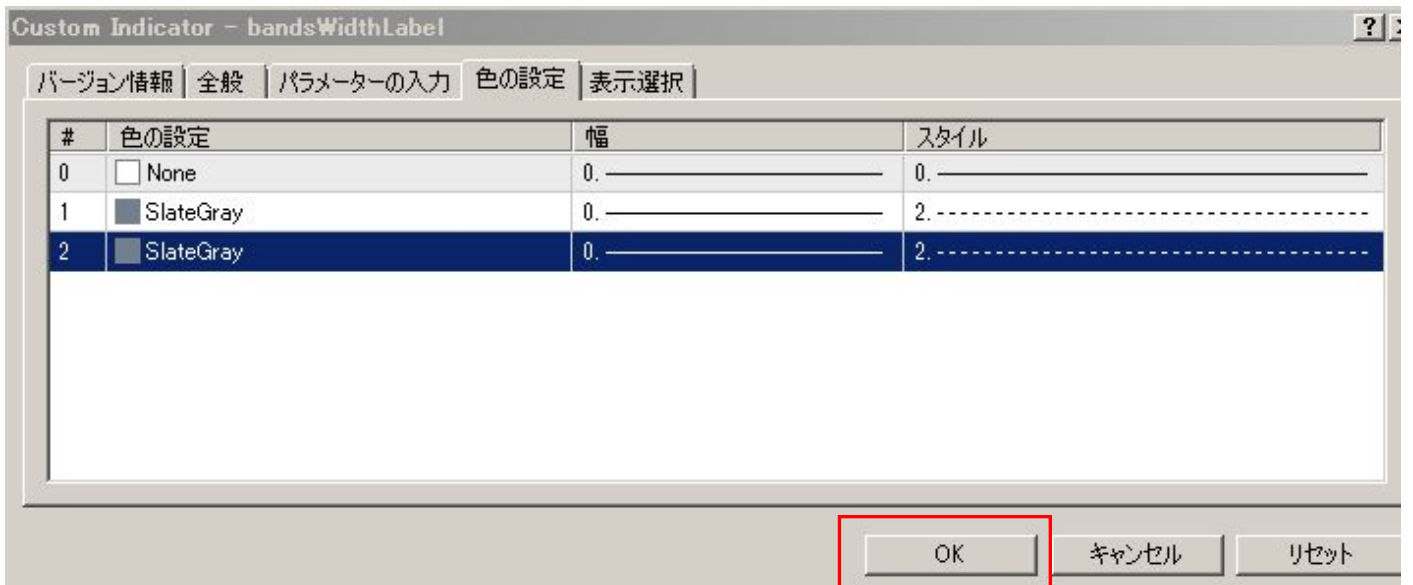 Custom Indicator - bandsWidthLabel ?
バージョン情報 全般 パラメーターの入力 色の設定 表示選択
# 色の設定 幅 スタイル
0 None 0. 0.
1 SlateGray 0. 2.
2 SlateGray 0. 2.
OK キャンセル リセット